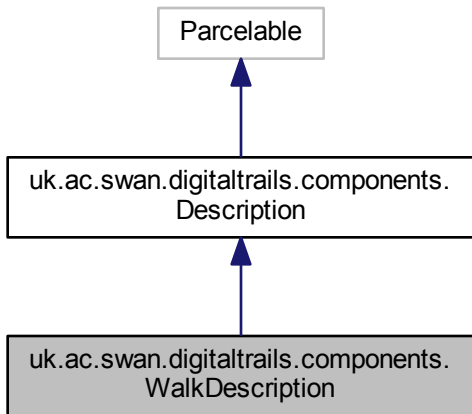 Parcelable
uk.ac.swan.digitaltrails.components.
Description
uk.ac.swan.digitaltrails.components.
WalkDescription